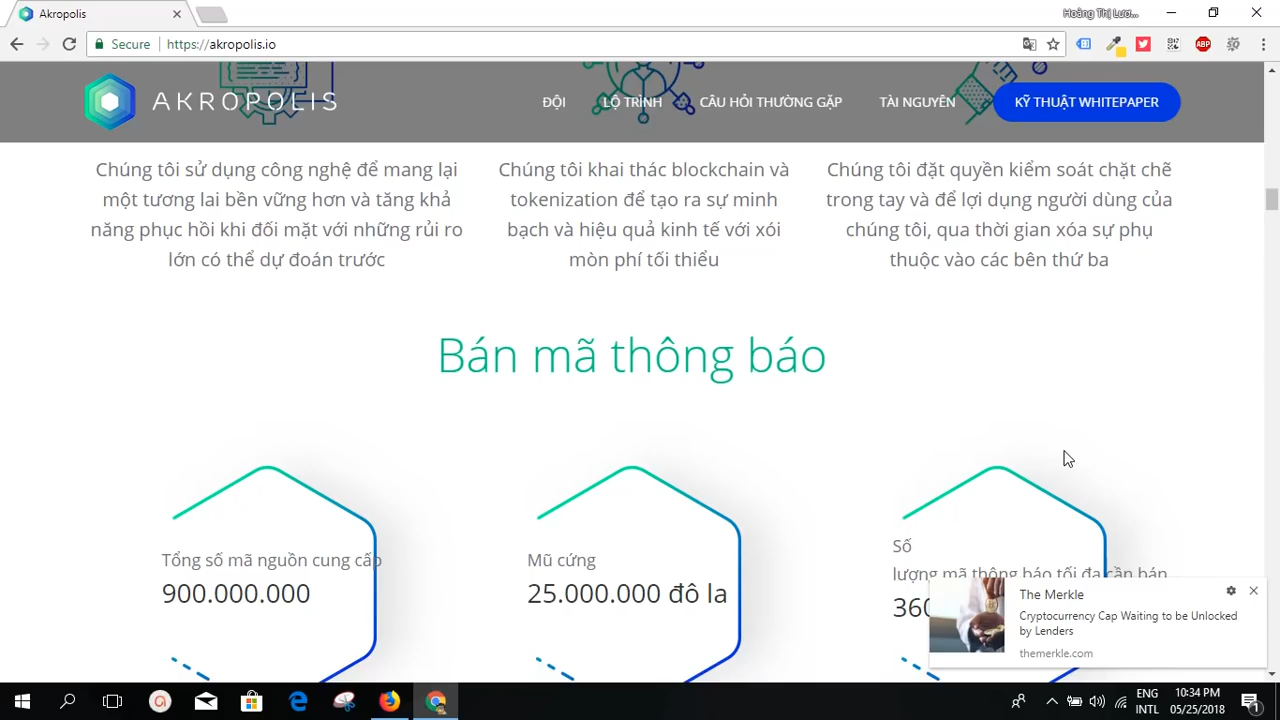 Akropolis
Hoàng Thị Lươ...
Secure
https://akropolis.io
ABP
AKROPOLIS
ĐỘI
LỘ TRÌNH
CÂU HỎI THƯỜNG GẶP
TÀI NGUYÊN
KỸ THUẬT WHITEPAPER
Chúng tôi sử dụng công nghệ để mang lại
một tương lai bền vững hơn và tăng khả
năng phục hồi khi đối mặt với những rủi ro
lớn có thể dự đoán trước
Chúng tôi khai thác blockchain và
tokenization để tạo ra sự minh
bạch và hiệu quả kinh tế với xói
mòn phí tối thiểu
Chúng tôi đặt quyền kiểm soát chặt chẽ
trong tay và để lợi dụng người dùng của
chúng tôi, qua thời gian xóa sự phụ
thuộc vào các bên thứ ba
Bán mã thông báo
Tổng số mã nguồn cung cấp
900.000.000
Mũ cứng
25.000.000 đô la
Số
lượng mã thông báo tối đa cần bán
The Merkle
Cryptocurrency Cap Waiting to be Unlocked
by Lenders
themerkle.com
ENG
INTL
10:34 PM
05/25/2018
1